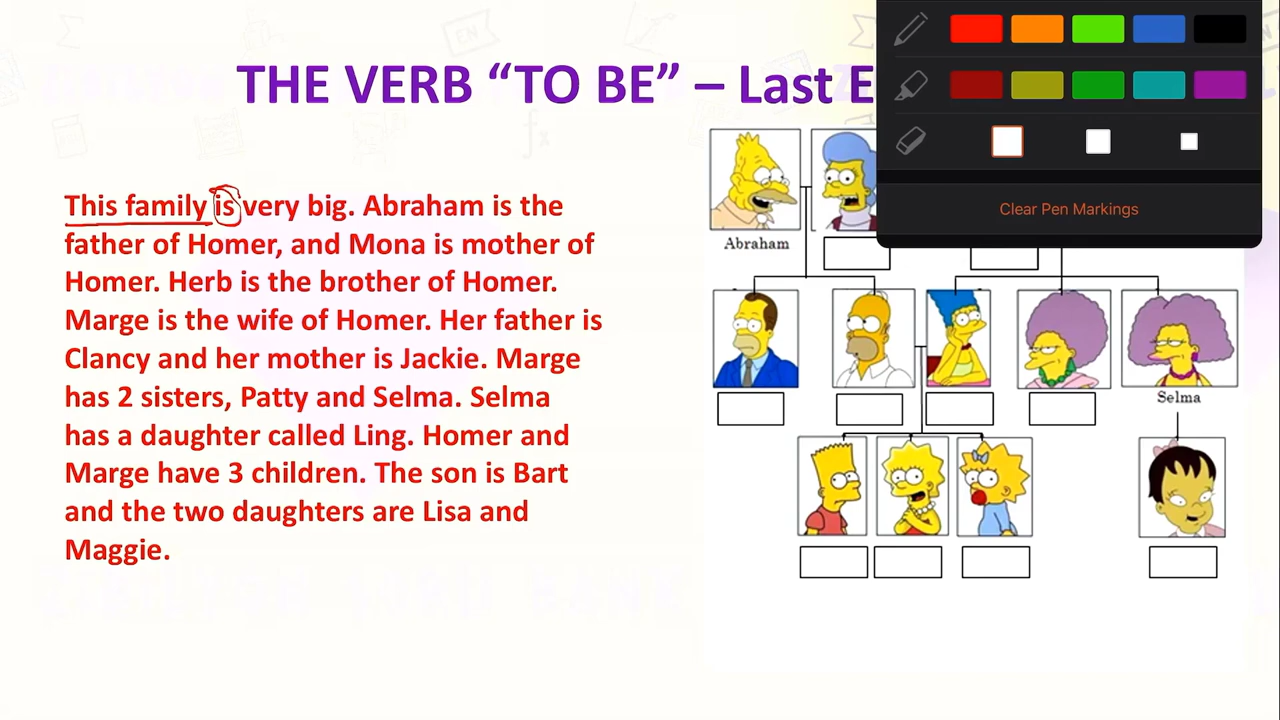 THE VERB “TO BE” – Last E
This family is very big. Abraham is the
father of Homer, and Mona is mother of
Homer. Herb is the brother of Homer.
Marge is the wife of Homer. Her father is
Clancy and her mother is Jackie. Marge
has 2 sisters, Patty and Selma. Selma
has a daughter called Ling. Homer and
Marge have 3 children. The son is Bart
and the two daughters are Lisa and
Maggie.
Clear Pen Markings
Abraham
Selma